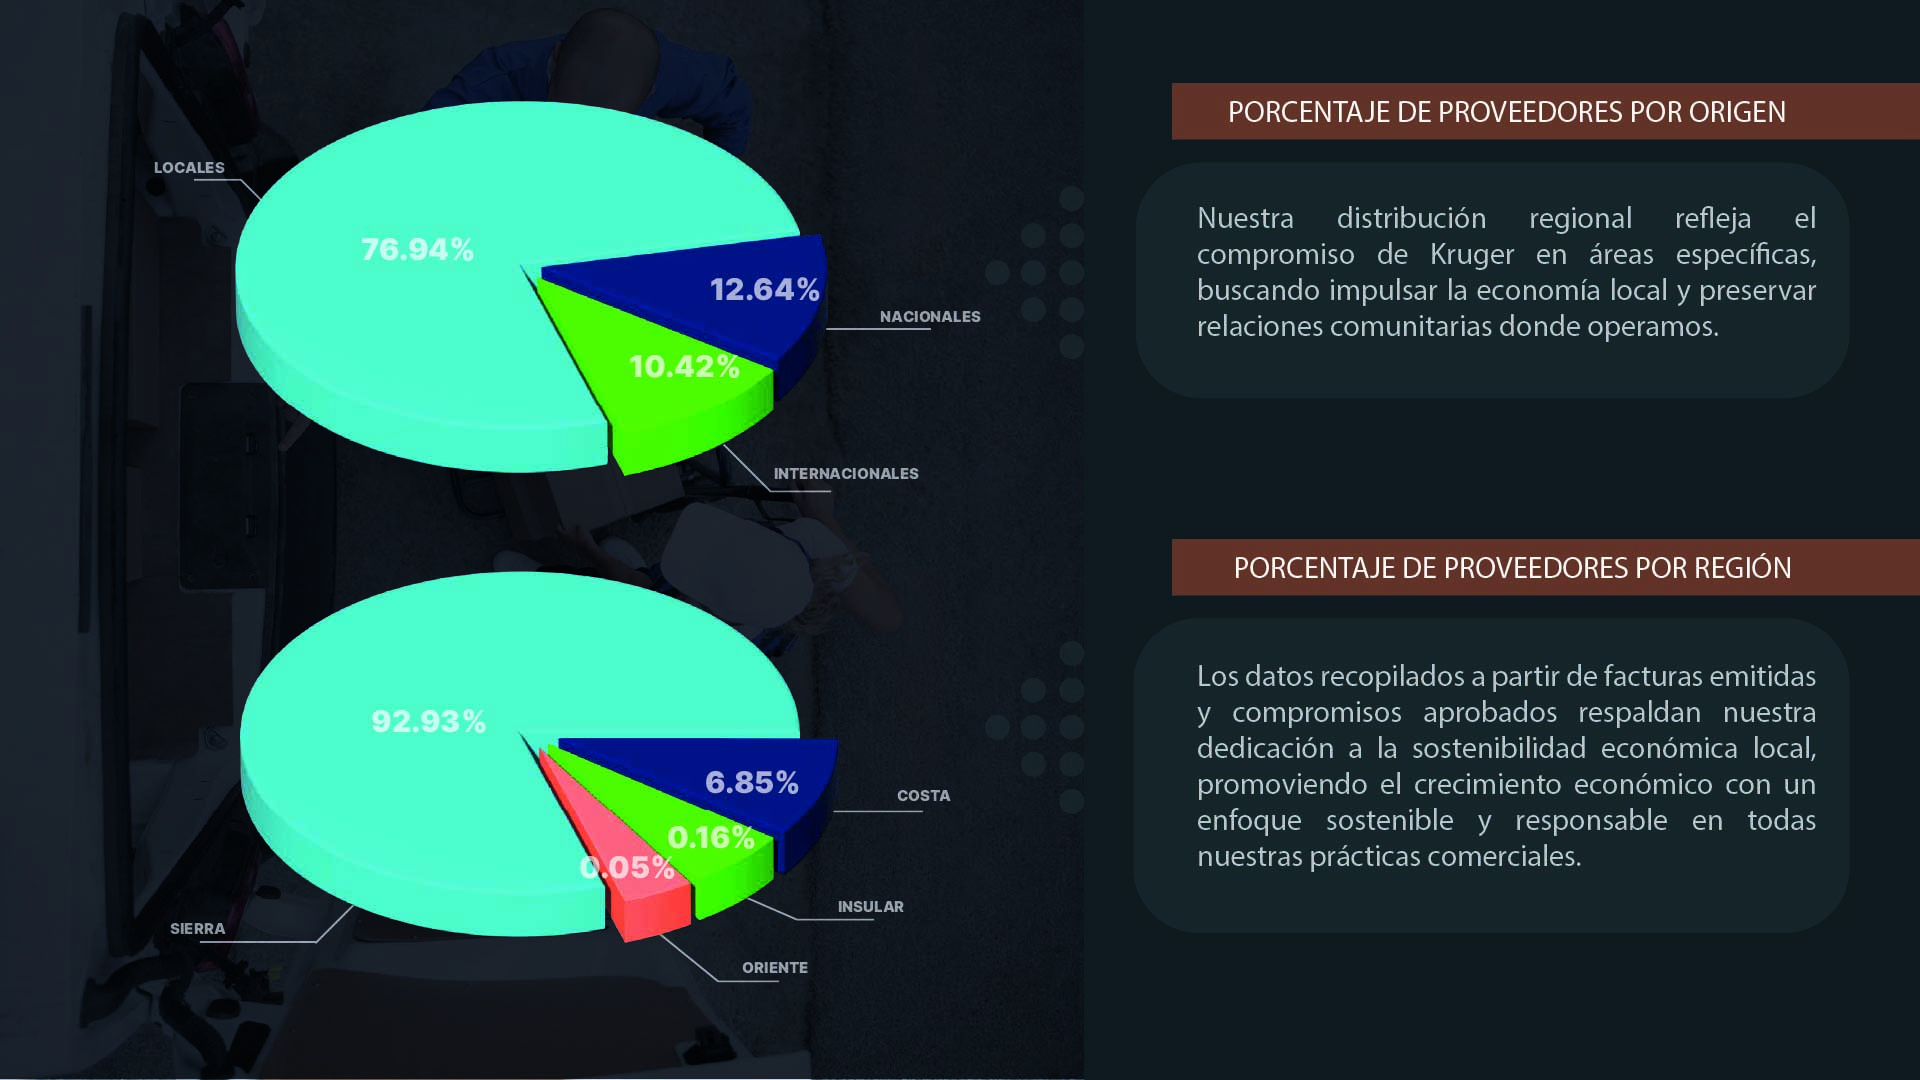 LOCALES
76.94%
12.64%
NACIONALES
10.42%
INTERNACIONALES
PORCENTAJE DE PROVEEDORES POR ORIGEN
Nuestra distribución regional refleja el
compromiso de Kruger en áreas específicas,
buscando impulsar la economía local y preservar
relaciones comunitarias donde operamos.
92.93%
6.85%
COSTA
0.16%
0.05%
INSULAR
SIERRA
ORIENTE
PORCENTAJE DE PROVEEDORES POR REGIÓN
Los datos recopilados a partir de facturas emitidas
y compromisos aprobados respaldan nuestra
dedicación a la sostenibilidad económica local,
promoviendo el crecimiento económico con un
enfoque sostenible y responsable en todas
nuestras prácticas comerciales.